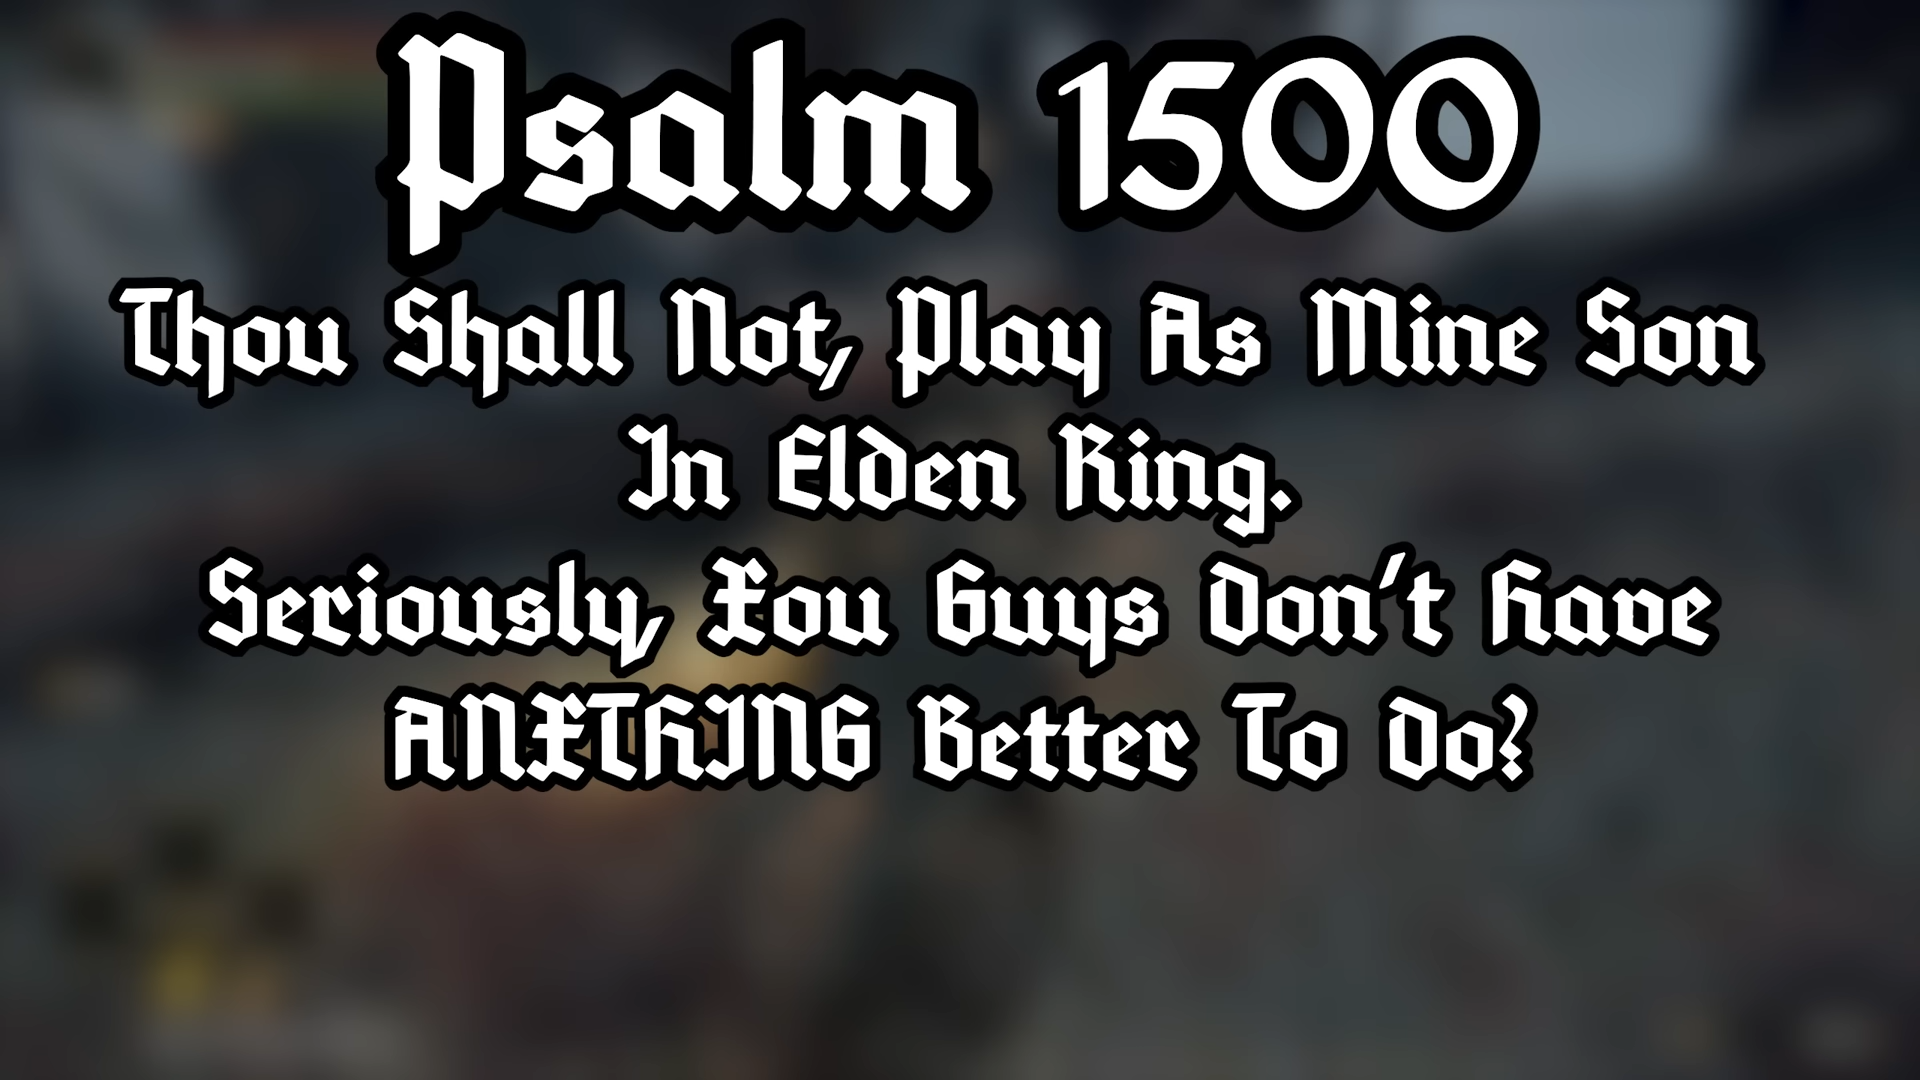 Psalm 1500
Thou Shall Not, Play As Mine Son
In Elden Ring.
Seriously, You Guys Don't Have
ANYTHING Better To Do?